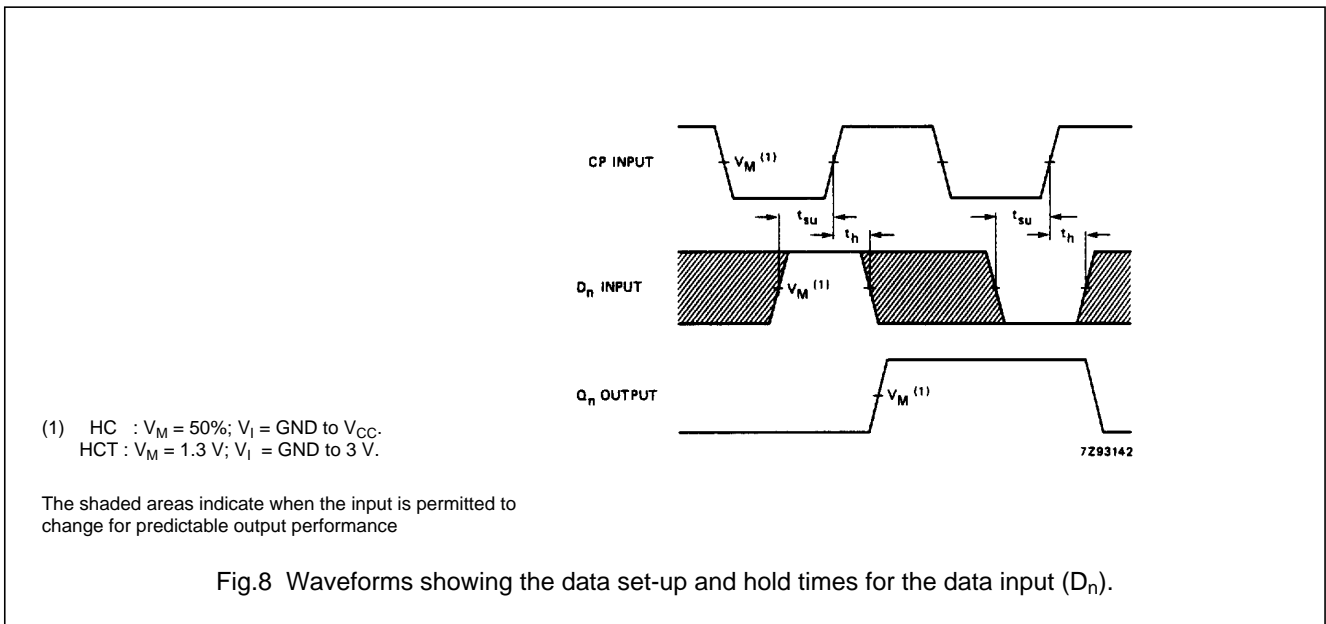 CP INPUT
V_M (1)
t_su
t_su
t_h
t_h
D_n INPUT
V_M (1)
Q_n OUTPUT
V_M (1)
7Z93142
(1) HC : V_M = 50%; V_I = GND to V_CC.
HCT : V_M = 1.3 V; V_I = GND to 3 V.
The shaded areas indicate when the input is permitted to
change for predictable output performance
Fig.8 Waveforms showing the data set-up and hold times for the data input (D_n).